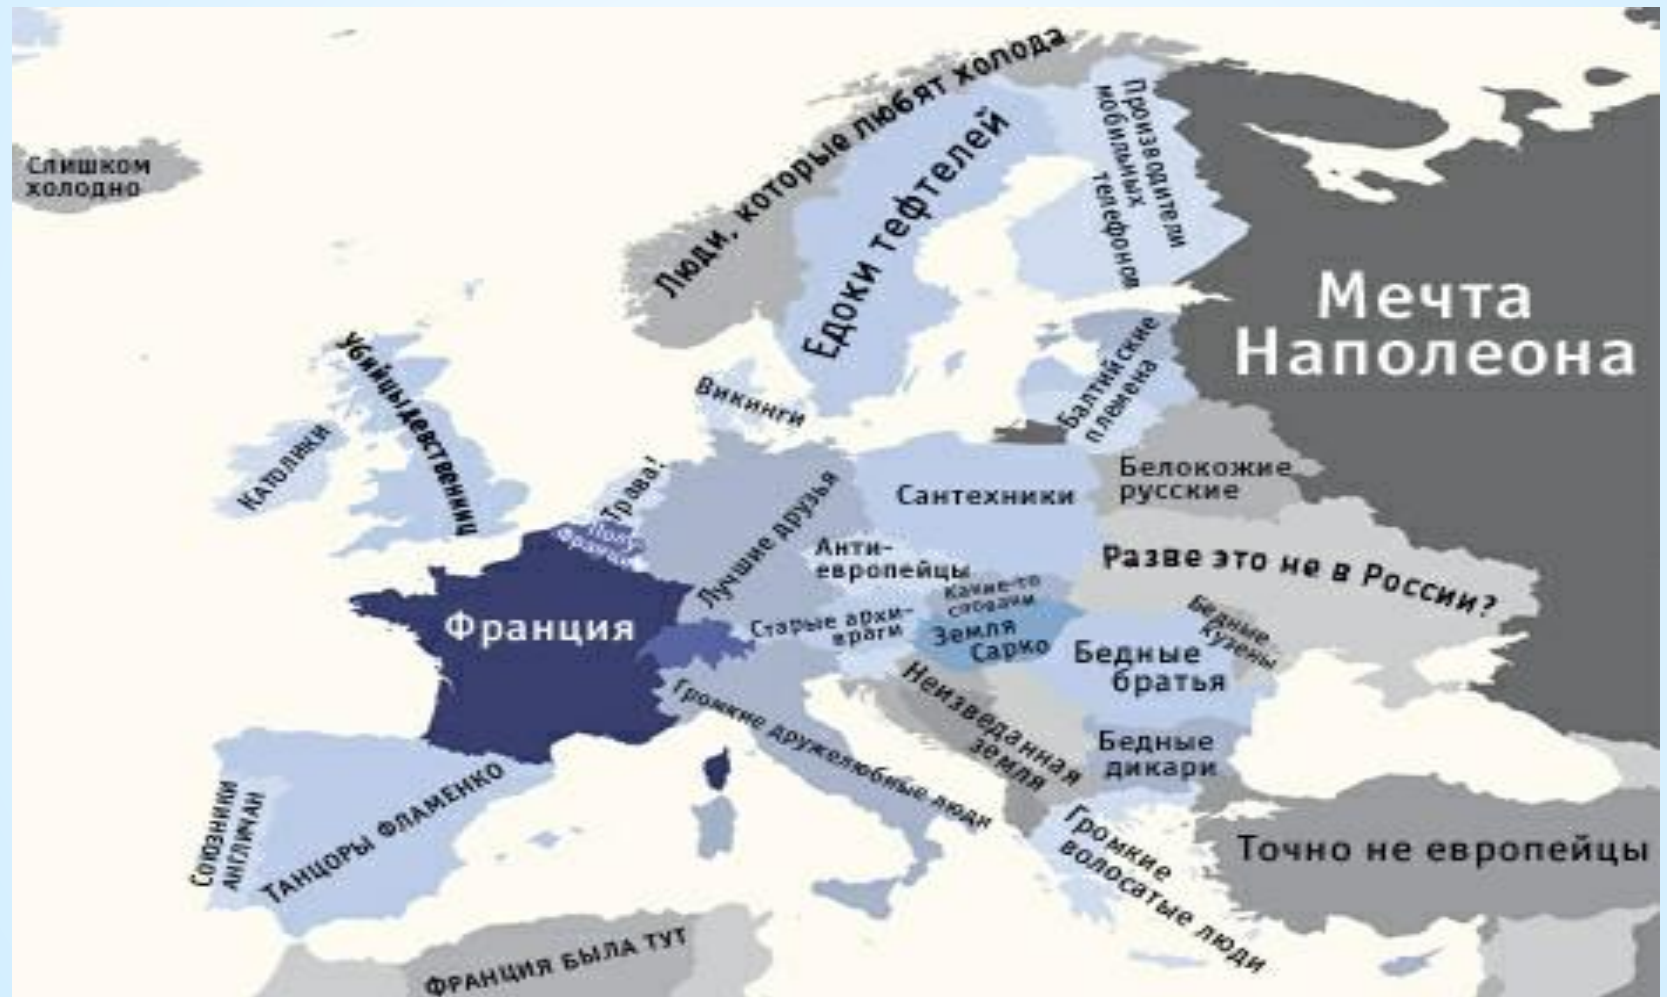 Слишком
холодно
Люди, которые любят холода
Едоки тефтелей
Производители
мобильных
телефонов
Мечта
Наполеона
Убийцы девственниц
Католики
Викинги
Балтийские
племена
Трава!
Лучшие друзья
Сантехники
Белокожие
русские
Разве это не в России?
Анти-
европейцы
Какие-то
Старые архи-
враги
Земля
Сарко
Франция
Бедные
кузены
Бедные
братья
Неизведанная
земля
Громкие дружелюбные люди
Бедные
дикари
Союзники
англичан
Танцоры фламенко
Громкие
волосатые люди
Точно не европейцы
Франция была тут